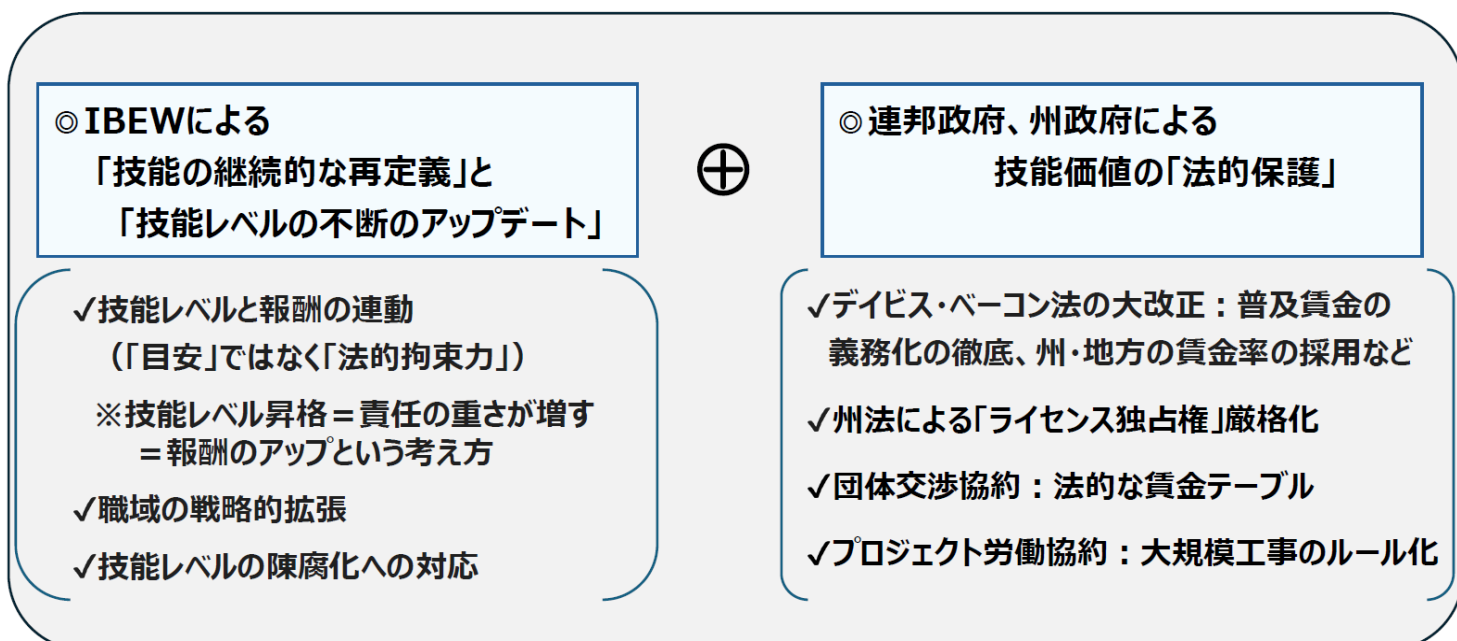 ◎IBEWによる
「技能の継続的な再定義」と
「技能レベルの不断のアップデート」
✓技能レベルと報酬の連動
（「目安」ではなく「法的拘束力」）
※技能レベル昇格＝責任の重さが増す
＝報酬のアップという考え方
✓職域の戦略的拡張
✓技能レベルの陳腐化への対応
⊕
◎連邦政府、州政府による
技能価値の「法的保護」
✓デイビス・ベーコン法の大改正：普及賃金の
義務化の徹底、州・地方の賃金率の採用など
✓州法による「ライセンス独占権」厳格化
✓団体交渉協約：法的な賃金テーブル
✓プロジェクト労働協約：大規模工事のルール化